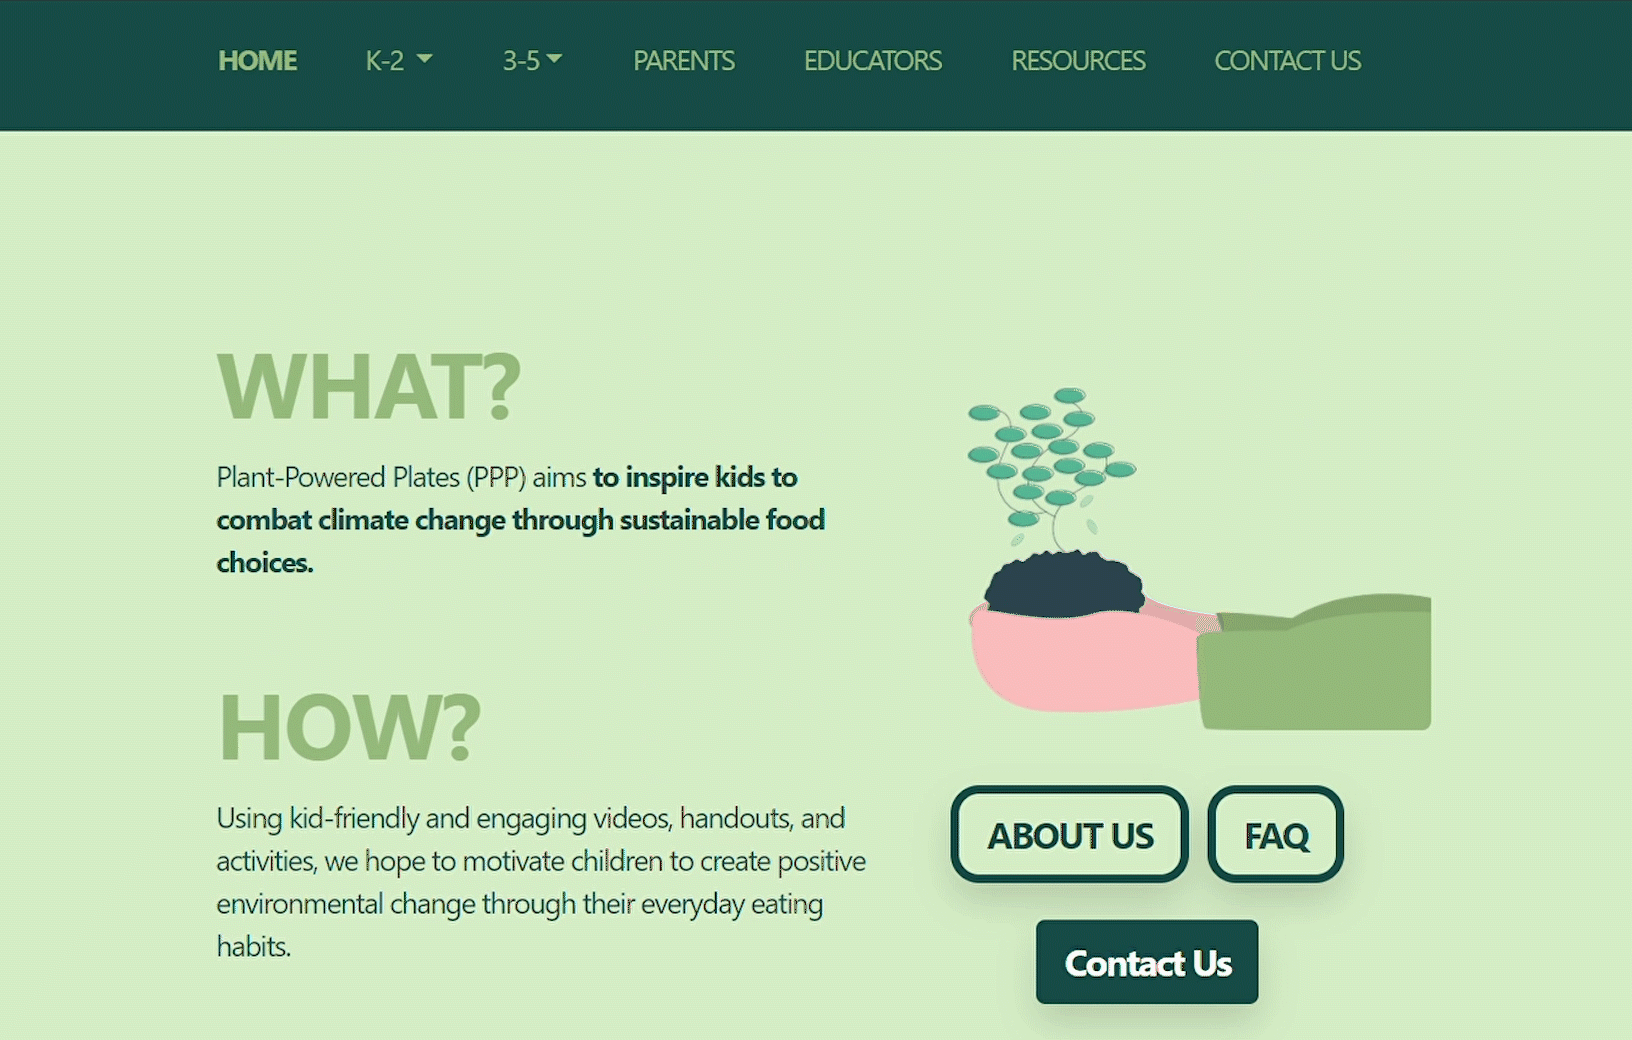 HOME K-2 3-5 PARENTS EDUCATORS RESOURCES CONTACT US
WHAT?
Plant-Powered Plates (PPP) aims to inspire kids to
combat climate change through sustainable food
choices.
HOW?
Using kid-friendly and engaging videos, handouts, and
activities, we hope to motivate children to create positive
environmental change through their everyday eating
habits.
ABOUT US FAQ
Contact Us